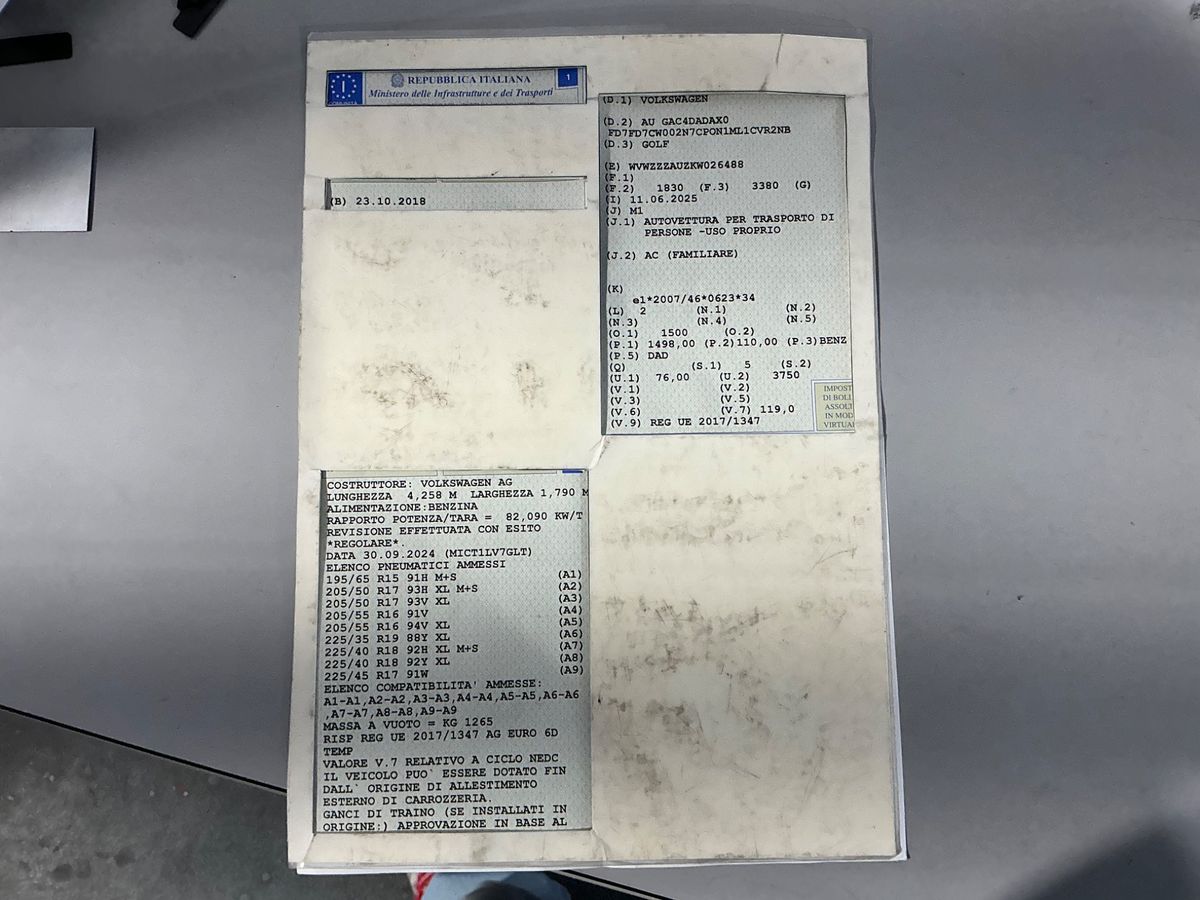 REPUBBLICA ITALIANA
Ministero delle Infrastrutture e dei Trasporti
I
1
COMUNITÀ
(B) 23.10.2018
(D.1) VOLKSWAGEN
(D.2) AU GAC4DADAX0
FD7FD7CW002N7CPON1ML1CVR2NB
(D.3) GOLF
(E) WVWZZZAUZKW026488
(F.1)
(F.2) 1830 (F.3) 3380 (G)
(I) 11.06.2025
(J) M1
(J.1) AUTOVETTURA PER TRASPORTO DI
PERSONE -USO PROPRIO
(J.2) AC (FAMILIARE)
(K)
e1*2007/46*0623*34
(L) 2 (N.1) (N.2)
(N.3) (N.4) (N.5)
(O.1) 1500 (O.2)
(P.1) 1498,00 (P.2)110,00 (P.3)BENZ
(P.5) DAD
(Q) (S.1) 5 (S.2)
(U.1) 76,00 (U.2) 3750
(V.1) (V.2)
(V.3) (V.5)
(V.6) (V.7) 119,0
(V.9) REG UE 2017/1347
IMPOST
DI BOLL
ASSOLT
IN MOD
VIRTUA
COSTRUTTORE: VOLKSWAGEN AG
LUNGHEZZA 4,258 M LARGHEZZA 1,790 M
ALIMENTAZIONE:BENZINA
RAPPORTO POTENZA/TARA = 82,090 KW/T
REVISIONE EFFETTUATA CON ESITO
*REGOLARE*.
DATA 30.09.2024 (MICT1LV7GLT)
ELENCO PNEUMATICI AMMESSI
195/65 R15 91H M+S (A1)
205/50 R17 93H XL M+S (A2)
205/50 R17 93V XL (A3)
205/55 R16 91V (A4)
205/55 R16 94V XL (A5)
225/35 R19 88Y XL (A6)
225/40 R18 92H XL M+S (A7)
225/40 R18 92Y XL (A8)
225/45 R17 91W (A9)
ELENCO COMPATIBILITA' AMMESSE:
A1-A1,A2-A2,A3-A3,A4-A4,A5-A5,A6-A6
,A7-A7,A8-A8,A9-A9
MASSA A VUOTO = KG 1265
RISP REG UE 2017/1347 AG EURO 6D
TEMP
VALORE V.7 RELATIVO A CICLO NEDC
IL VEICOLO PUO` ESSERE DOTATO FIN
DALL` ORIGINE DI ALLESTIMENTO
ESTERNO DI CARROZZERIA.
GANCI DI TRAINO (SE INSTALLATI IN
ORIGINE:) APPROVAZIONE IN BASE AL